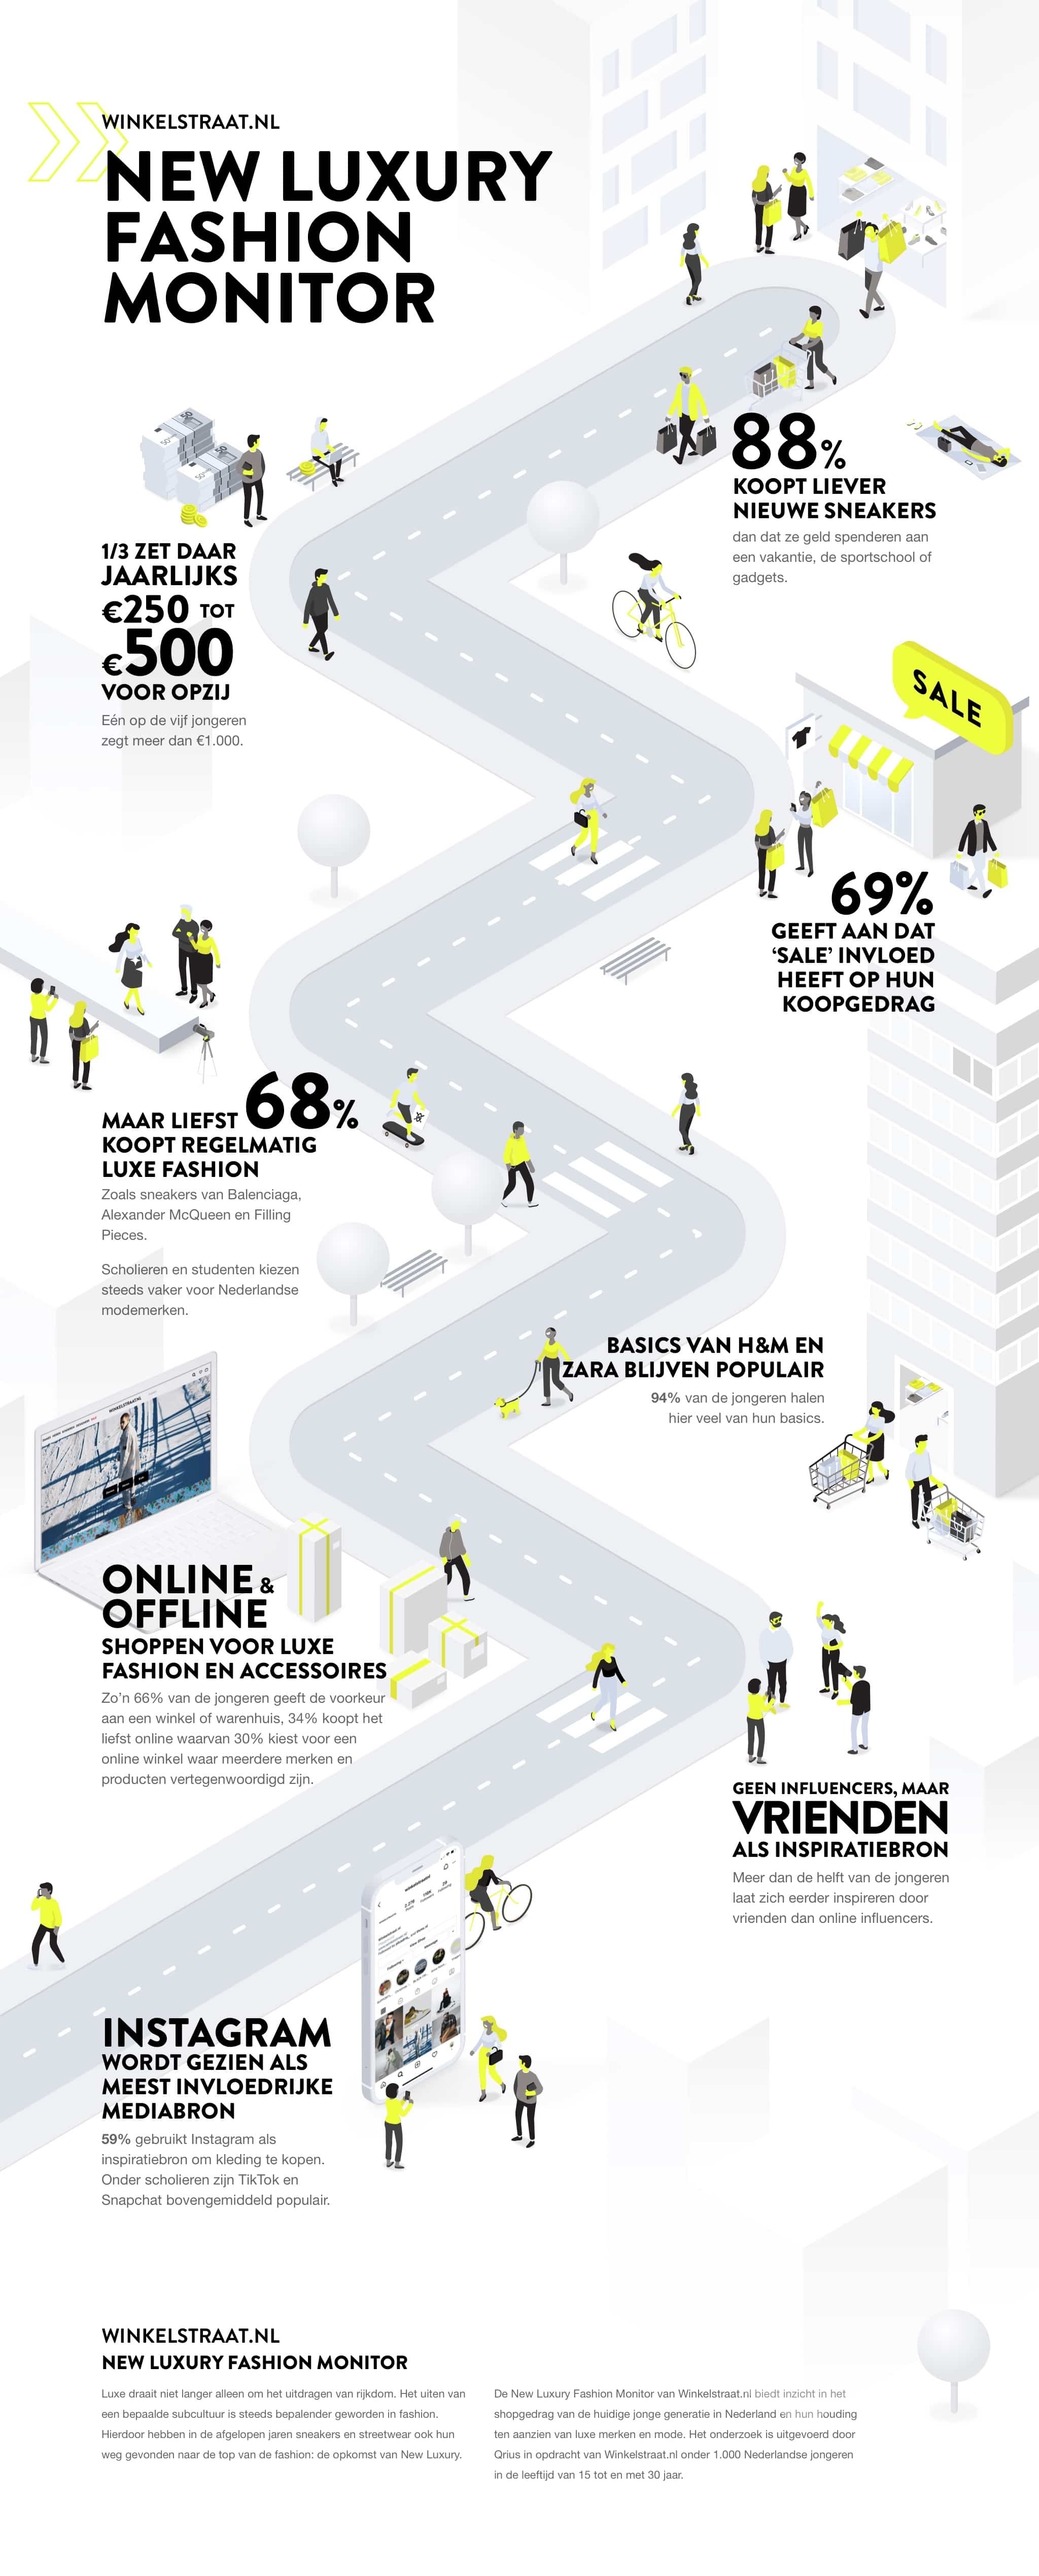 WINKELSTRAAT.NL
NEW LUXURY
FASHION
MONITOR
88%
KOOPT LIEVER
NIEUWE SNEAKERS
dan dat ze geld spenderen aan
een vakantie, de sportschool of
gadgets.
50
50
50
50
1/3 ZET DAAR
JAARLIJKS
€250 TOT
€500
VOOR OPZIJ
Eén op de vijf jongeren
zegt meer dan €1.000.
SALE
69%
GEEFT AAN DAT
‘SALE’ INVLOED
HEEFT OP HUN
KOOPGEDRAG
MAAR LIEFST 68%
KOOPT REGELMATIG
LUXE FASHION
Zoals sneakers van Balenciaga,
Alexander McQueen en Filling
Pieces.
Scholieren en studenten kiezen
steeds vaker voor Nederlandse
modemerken.
BASICS VAN H&M EN
ZARA BLIJVEN POPULAIR
94% van de jongeren halen
hier veel van hun basics.
WINKELSTRAAT.NL
ONLINE &
OFFLINE
SHOPPEN VOOR LUXE
FASHION EN ACCESSOIRES
Zo’n 66% van de jongeren geeft de voorkeur
aan een winkel of warenhuis, 34% koopt het
liefst online waarvan 30% kiest voor een
online winkel waar meerdere merken en
producten vertegenwoordigd zijn.
GEEN INFLUENCERS, MAAR
VRIENDEN
ALS INSPIRATIEBRON
Meer dan de helft van de jongeren
laat zich eerder inspireren door
vrienden dan online influencers.
winkelstraatnl
INSTAGRAM
WORDT GEZIEN ALS
MEEST INVLOEDRIJKE
MEDIABRON
59% gebruikt Instagram als
inspiratiebron om kleding te kopen.
Onder scholieren zijn TikTok en
Snapchat bovengemiddeld populair.
WINKELSTRAAT.NL
NEW LUXURY FASHION MONITOR
Luxe draait niet langer alleen om het uitdragen van rijkdom. Het uiten van
een bepaalde subcultuur is steeds bepalender geworden in fashion.
Hierdoor hebben in de afgelopen jaren sneakers en streetwear ook hun
weg gevonden naar de top van de fashion: de opkomst van New Luxury.
De New Luxury Fashion Monitor van Winkelstraat.nl biedt inzicht in het
shopgedrag van de huidige jonge generatie in Nederland en hun houding
ten aanzien van luxe merken en mode. Het onderzoek is uitgevoerd door
Qrius in opdracht van Winkelstraat.nl onder 1.000 Nederlandse jongeren
in de leeftijd van 15 tot en met 30 jaar.